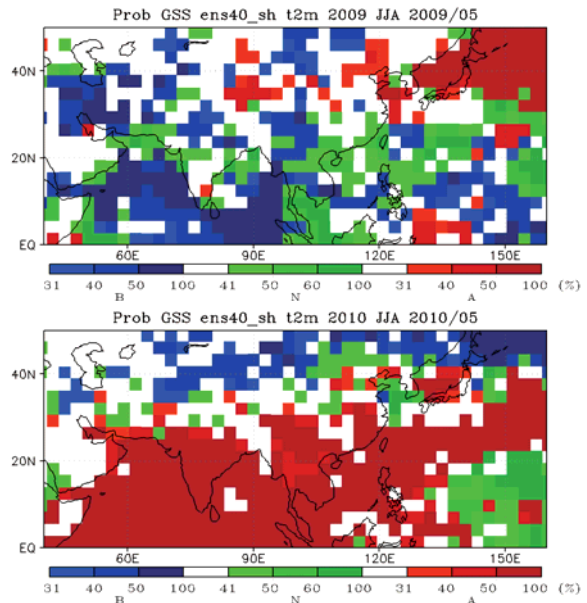 Prob GSS ens40_sh t2m 2009 JJA 2009/05
40N
20N
EQ
60E 90E 120E 150E
31 40 50 100 41 50 60 100 31 40 50 100 (%)
B N A
Prob GSS ens40_sh t2m 2010 JJA 2010/05
40N
20N
EQ
60E 90E 120E 150E
31 40 50 100 41 50 60 100 31 40 50 100 (%)
B N A